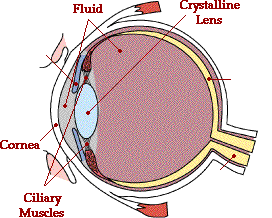 Fluid
Crystalline
Lens
Cornea
Ciliary
Muscles